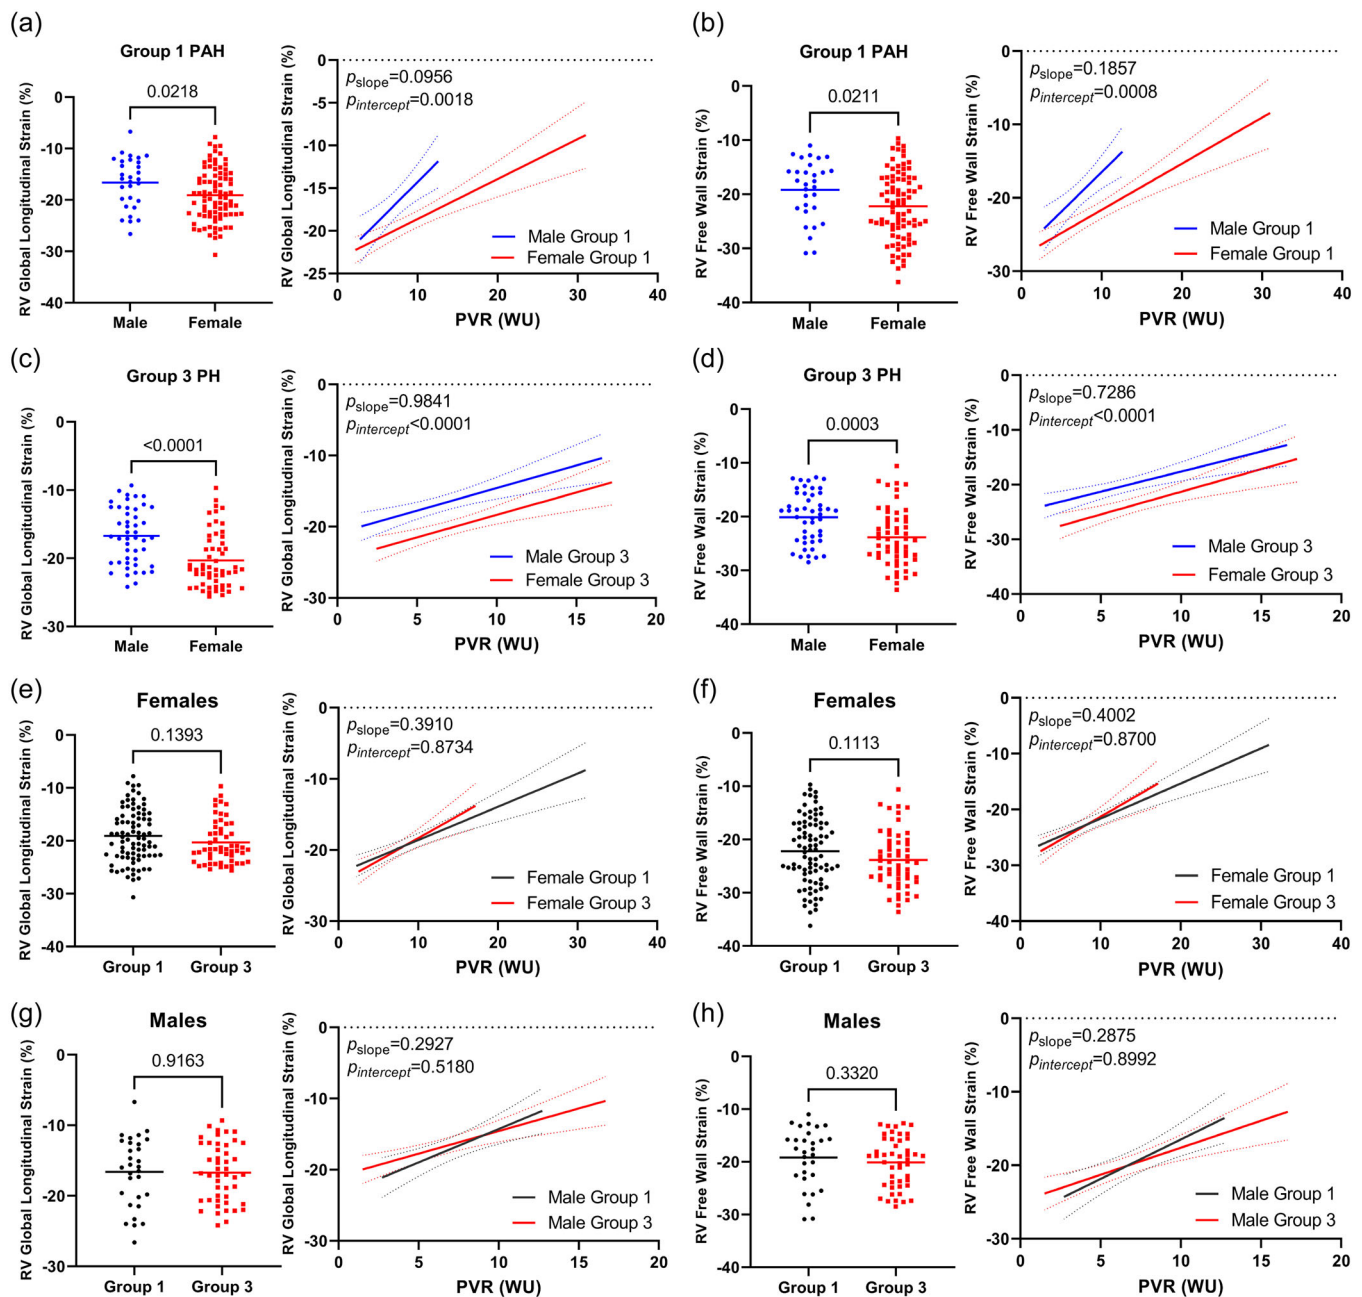 (a)
Group 1 PAH
RV Global Longitudinal Strain (%)
0
-10
-20
-30
-40
0.0218
Male
Female
RV Global Longitudinal Strain (%)
0
-5
-10
-15
-20
-25
pslope=0.0956
pintercept=0.0018
Male Group 1
Female Group 1
0
10
20
30
40
PVR (WU)
(b)
Group 1 PAH
RV Free Wall Strain (%)
0
-10
-20
-30
-40
0.0211
Male
Female
RV Free Wall Strain (%)
0
-10
-20
-30
pslope=0.1857
pintercept=0.0008
Male Group 1
Female Group 1
0
10
20
30
40
PVR (WU)
(c)
Group 3 PH
RV Global Longitudinal Strain (%)
0
-10
-20
-30
<0.0001
Male
Female
RV Global Longitudinal Strain (%)
0
-10
-20
-30
pslope=0.9841
pintercept<0.0001
Male Group 3
Female Group 3
0
5
10
15
20
PVR (WU)
(d)
Group 3 PH
RV Free Wall Strain (%)
0
-10
-20
-30
-40
0.0003
Male
Female
RV Free Wall Strain (%)
0
-10
-20
-30
-40
pslope=0.7286
pintercept<0.0001
Male Group 3
Female Group 3
0
5
10
15
20
PVR (WU)
(e)
Females
RV Global Longitudinal Strain (%)
0
-10
-20
-30
-40
0.1393
Group 1
Group 3
RV Global Longitudinal Strain (%)
0
-10
-20
-30
pslope=0.3910
pintercept=0.8734
Female Group 1
Female Group 3
0
10
20
30
40
PVR (WU)
(f)
Females
RV Free Wall Strain (%)
0
-10
-20
-30
-40
0.1113
Group 1
Group 3
RV Free Wall Strain (%)
0
-10
-20
-30
-40
pslope=0.4002
pintercept=0.8700
Female Group 1
Female Group 3
0
10
20
30
40
PVR (WU)
(g)
Males
RV Global Longitudinal Strain (%)
0
-10
-20
-30
0.9163
Group 1
Group 3
RV Global Longitudinal Strain (%)
0
-10
-20
-30
pslope=0.2927
pintercept=0.5180
Male Group 1
Male Group 3
0
5
10
15
20
PVR (WU)
(h)
Males
RV Free Wall Strain (%)
0
-10
-20
-30
-40
0.3320
Group 1
Group 3
RV Free Wall Strain (%)
0
-10
-20
-30
pslope=0.2875
pintercept=0.8992
Male Group 1
Male Group 3
0
5
10
15
20
PVR (WU)